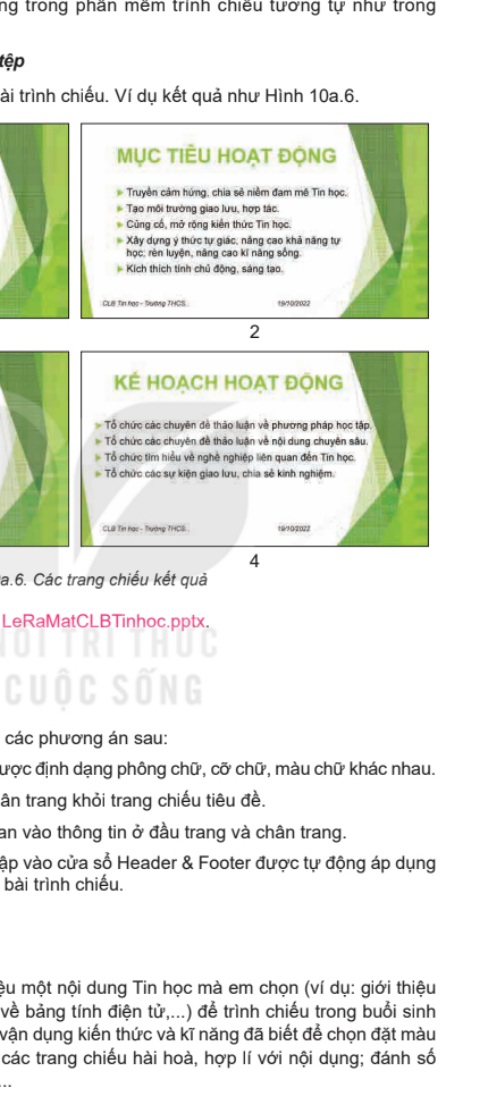 ng trong phần mềm trình chiếu tương tự như trong
tệp
ài trình chiếu. Ví dụ kết quả như Hình 10a.6.
MỤC TIÊU HOẠT ĐỘNG
Truyền cảm hứng, chia sẻ niềm đam mê Tin học.
Tạo môi trường giao lưu, hợp tác.
Củng cố, mở rộng kiến thức Tin học.
Xây dựng ý thức tự giác, nâng cao khả năng tự
học; rèn luyện, nâng cao kĩ năng sống.
Kích thích tính chủ động, sáng tạo.
CLB Tin học - Trường THCS... 19/10/2022
2
KẾ HOẠCH HOẠT ĐỘNG
Tổ chức các chuyên đề thảo luận về phương pháp học tập.
Tổ chức các chuyên đề thảo luận về nội dung chuyên sâu.
Tổ chức tìm hiểu về nghề nghiệp liên quan đến Tin học.
Tổ chức các sự kiện giao lưu, chia sẻ kinh nghiệm.
CLB Tin học - Trường THCS... 19/10/2022
4
a.6. Các trang chiếu kết quả
LeRaMatCLBTinhoc.pptx.
NỐI TRI THỨC
CUỘC SỐNG
các phương án sau:
ược định dạng phông chữ, cỡ chữ, màu chữ khác nhau.
ân trang khỏi trang chiếu tiêu đề.
an vào thông tin ở đầu trang và chân trang.
ập vào cửa sổ Header & Footer được tự động áp dụng
bài trình chiếu.
ệu một nội dung Tin học mà em chọn (ví dụ: giới thiệu
về bảng tính điện tử,...) để trình chiếu trong buổi sinh
vận dụng kiến thức và kĩ năng đã biết để chọn đặt màu
các trang chiếu hài hoà, hợp lí với nội dung; đánh số
...